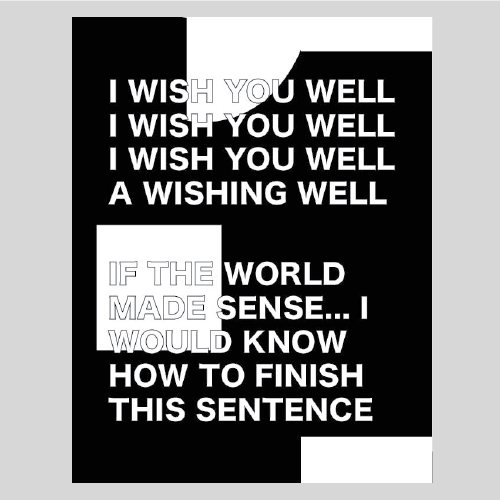 I WISH YOU WELL
I WISH YOU WELL
I WISH YOU WELL
A WISHING WELL
IF THE WORLD
MADE SENSE... I
WOULD KNOW
HOW TO FINISH
THIS SENTENCE